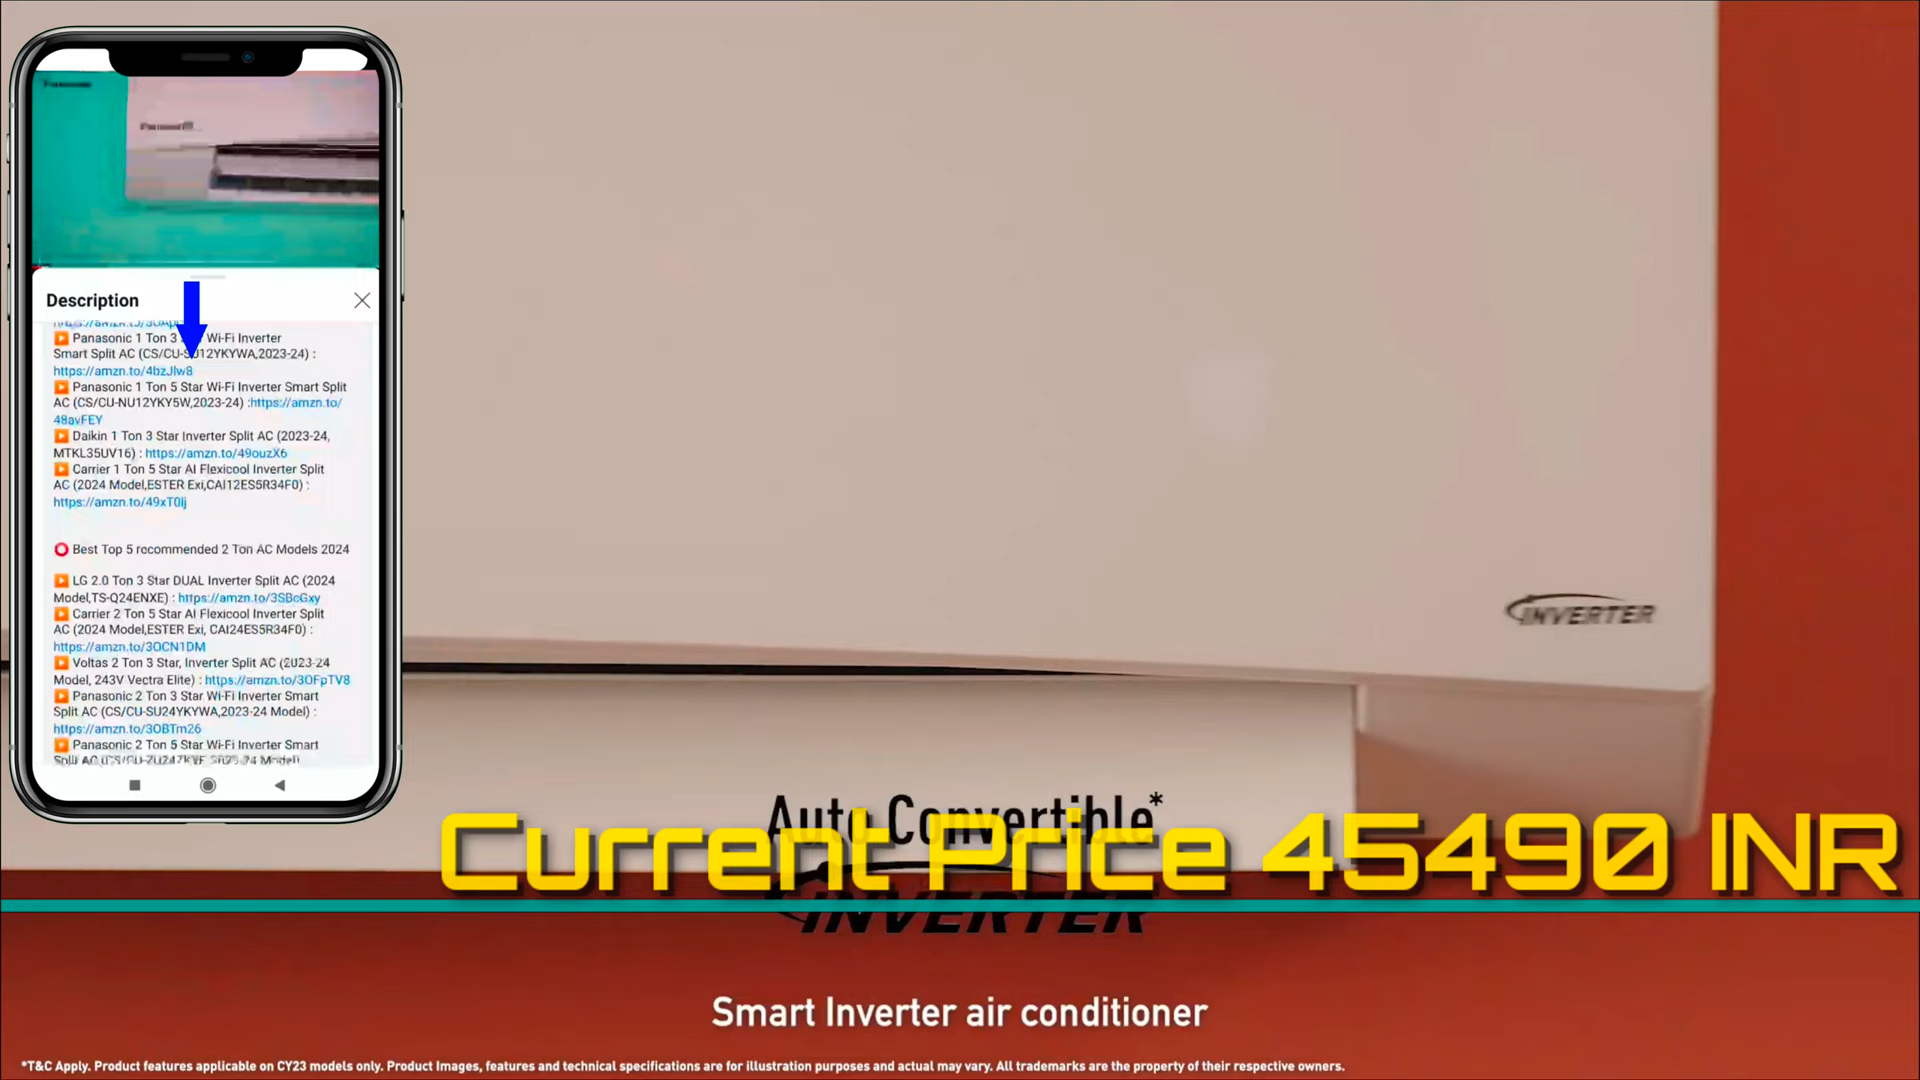 Panasonic
Description
Panasonic 1 Ton 3 Wi-Fi Inverter
Smart Split AC (CS/CU-SU12YKYWA,2023-24) :
https://amzn.to/4bzJlw8
Panasonic 1 Ton 5 Star Wi-Fi Inverter Smart Split
AC (CS/CU-NU12YKY5W,2023-24) :https://amzn.to/
48avFEY
Daikin 1 Ton 3 Star Inverter Split AC (2023-24,
MTKL35UV16) : https://amzn.to/49ouzX6
Carrier 1 Ton 5 Star AI Flexicool Inverter Split
AC (2024 Model,ESTER Exi,CAI12ES5R34F0) :
https://amzn.to/49xT0lj
Best Top 5 recommended 2 Ton AC Models 2024
LG 2.0 Ton 3 Star DUAL Inverter Split AC (2024
Model,TS-Q24ENXE) : https://amzn.to/3SBcGxy
Carrier 2 Ton 5 Star AI Flexicool Inverter Split
AC (2024 Model,ESTER Exi, CAI24ES5R34F0) :
https://amzn.to/3OCN1DM
Voltas 2 Ton 3 Star, Inverter Split AC (2023-24
Model, 243V Vectra Elite) : https://amzn.to/3OFpTV8
Panasonic 2 Ton 3 Star Wi-Fi Inverter Smart
Split AC (CS/CU-SU24YKYWA,2023-24 Model) :
https://amzn.to/3OBTm26
Panasonic 2 Ton 5 Star Wi-Fi Inverter Smart
INVERTER
Auto Convertible*
Current Price 45490 INR
INVERTER
Smart Inverter air conditioner
*T&C Apply. Product features applicable on CY23 models only. Product Images, features and technical specifications are for illustration purposes and actual may vary. All trademarks are the property of their respective owners.